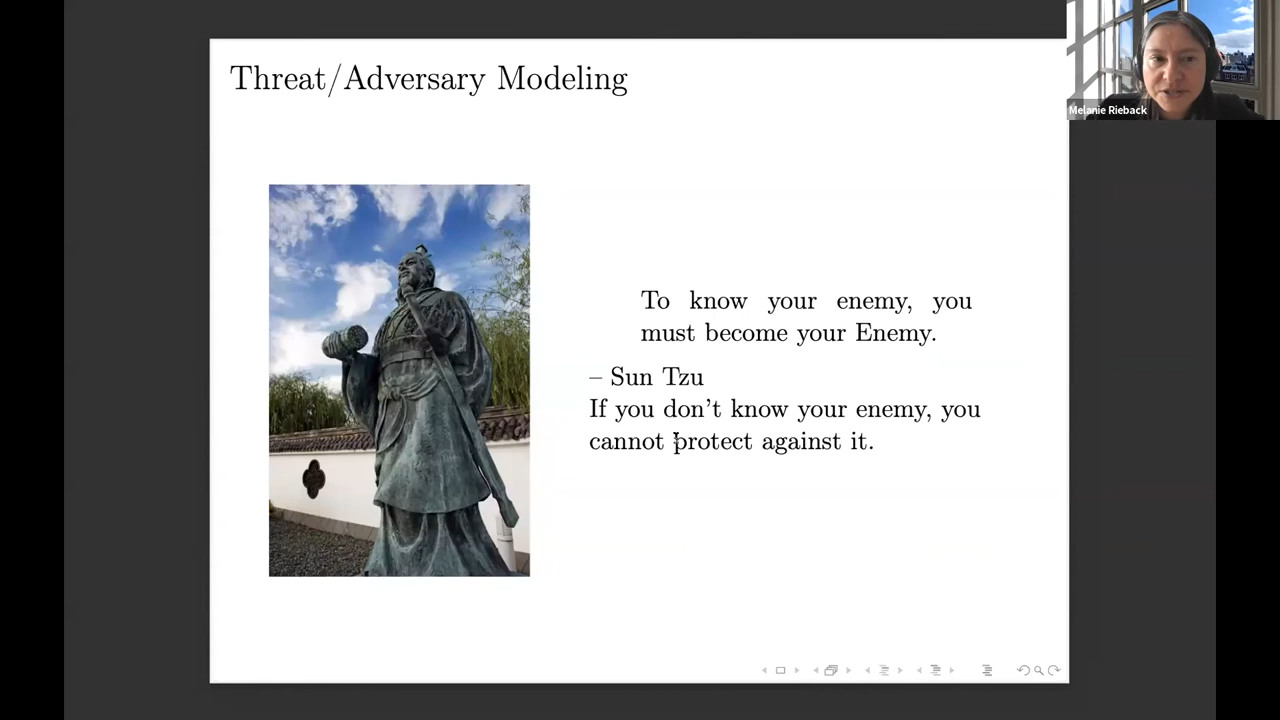 Threat/Adversary Modeling
Melanie Rieback
To know your enemy, you
must become your Enemy.
– Sun Tzu
If you don't know your enemy, you
cannot protect against it.